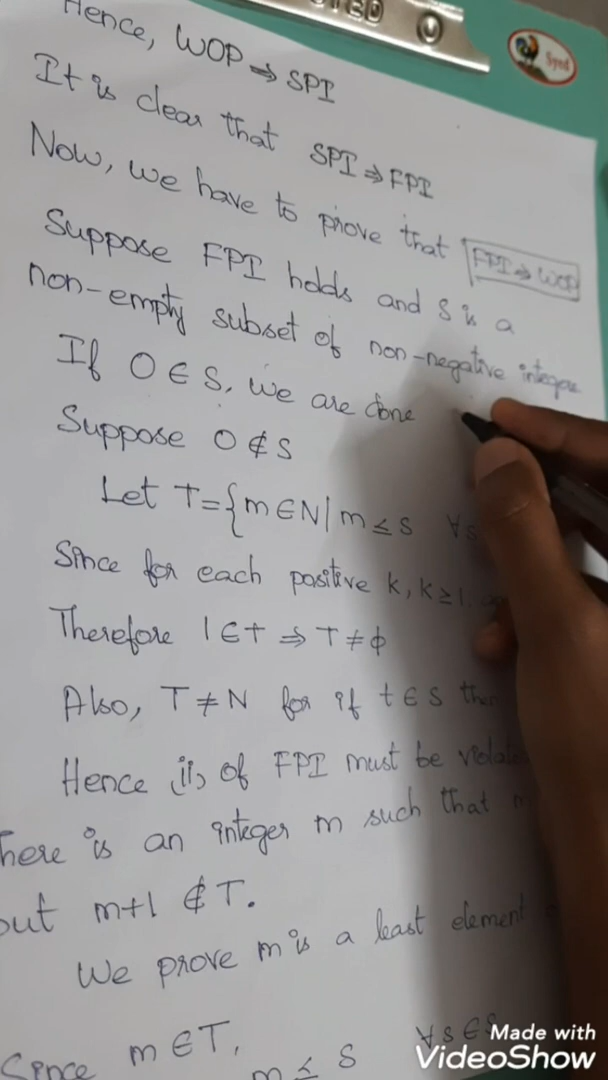 Hence, WOP ⇒ SPI
It is clear that SPI ⇒ FPI
Now, we have to prove that FPI ⇒ WOP
Suppose FPI holds and S is a
non-empty subset of non-negative integers
If 0 ∈ S, we are done
Suppose 0 ∉ S
Let T = {m ∈ N | m ≤ s ∀s
Since for each positive k, k ≥ 1,
Therefore 1 ∈ T ⇒ T ≠ ϕ
Also, T ≠ N for if t ∈ S
Hence (ii) of FPI must be
There is an integer m such that
but m+1 ∉ T.
We prove m is a least element
Since m ∈ T,
m ≤ s ∀s ∈ S
Syed
Made with
VideoShow